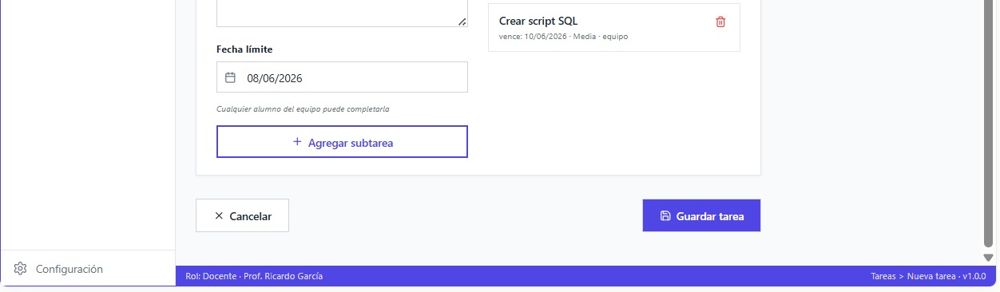 Crear script SQL
vence: 10/06/2026 · Media · equipo
Fecha límite
08/06/2026
Cualquier alumno del equipo puede completarla
+ Agregar subtarea
Cancelar
Guardar tarea
Configuración
Rol: Docente · Prof. Ricardo García
Tareas > Nueva tarea · v1.0.0